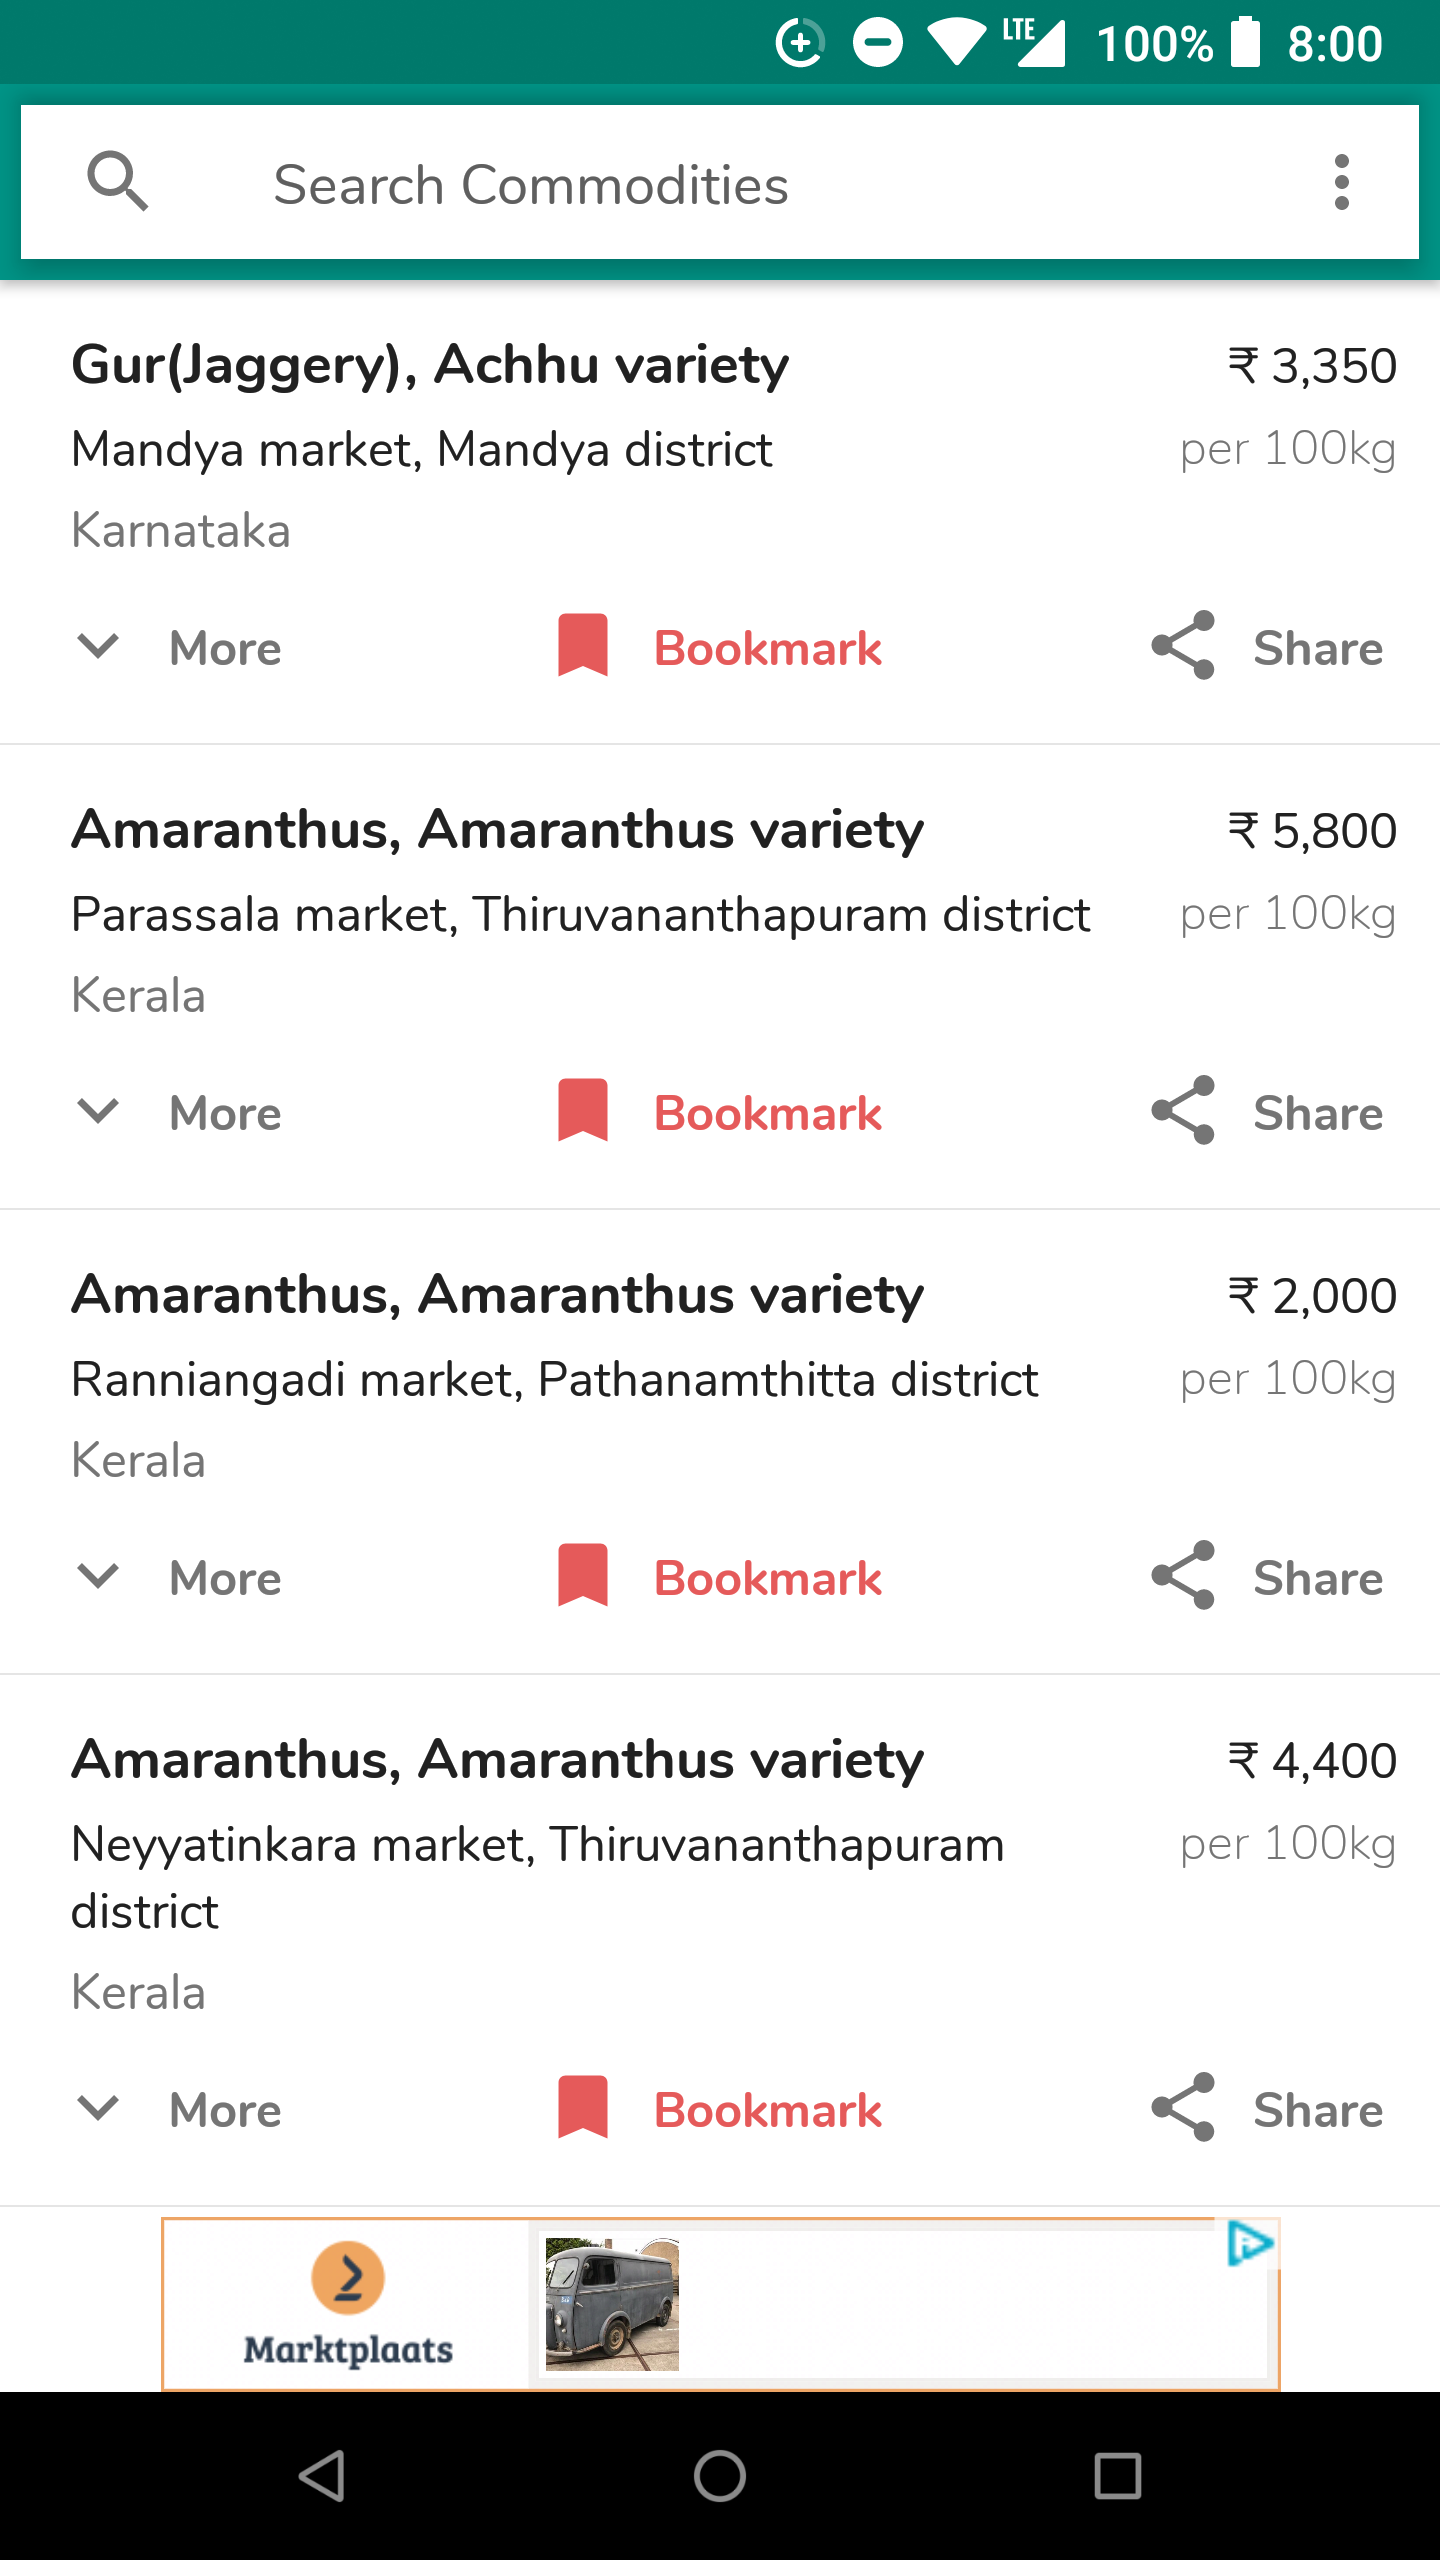 LTE 100% 8:00
Search Commodities
Gur(Jaggery), Achhu variety
₹ 3,350
Mandya market, Mandya district
per 100kg
Karnataka
More
Bookmark
Share
Amaranthus, Amaranthus variety
₹ 5,800
Parassala market, Thiruvananthapuram district
per 100kg
Kerala
More
Bookmark
Share
Amaranthus, Amaranthus variety
₹ 2,000
Ranniangadi market, Pathanamthitta district
per 100kg
Kerala
More
Bookmark
Share
Amaranthus, Amaranthus variety
₹ 4,400
Neyyatinkara market, Thiruvananthapuram
per 100kg
district
Kerala
More
Bookmark
Share
Marktplaats